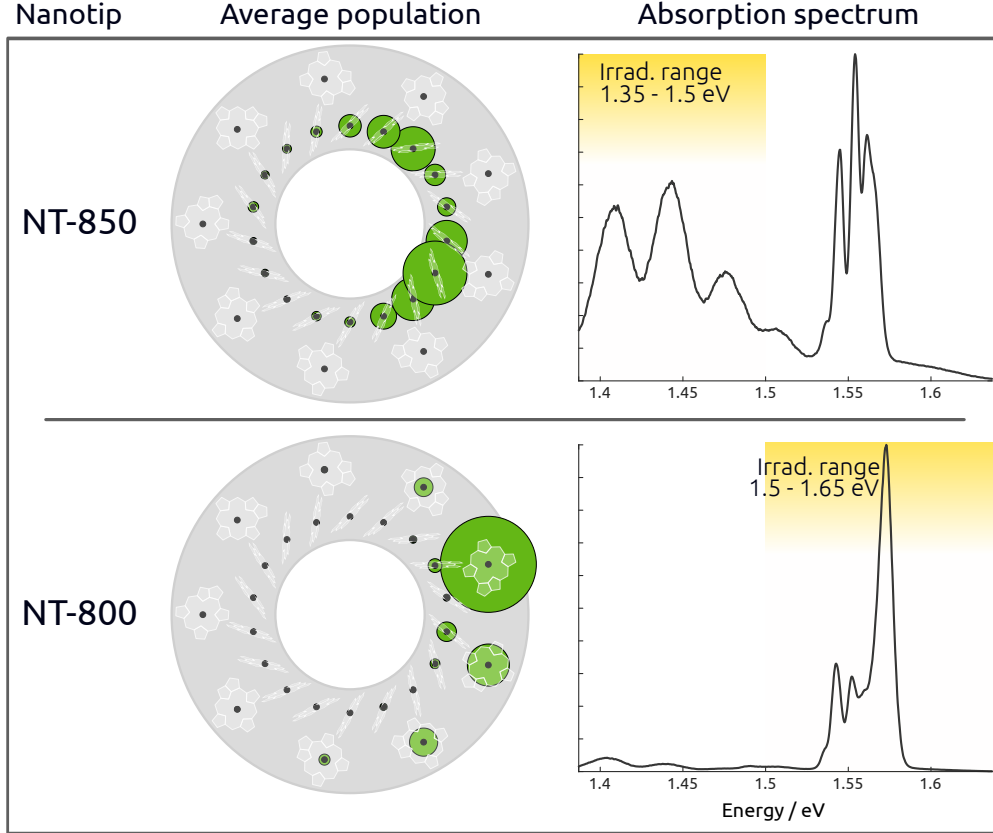 Nanotip Average population Absorption spectrum
NT-850
Irrad. range
1.35 - 1.5 eV
1.4 1.45 1.5 1.55 1.6
NT-800
Irrad. range
1.5 - 1.65 eV
1.4 1.45 1.5 1.55 1.6
Energy / eV